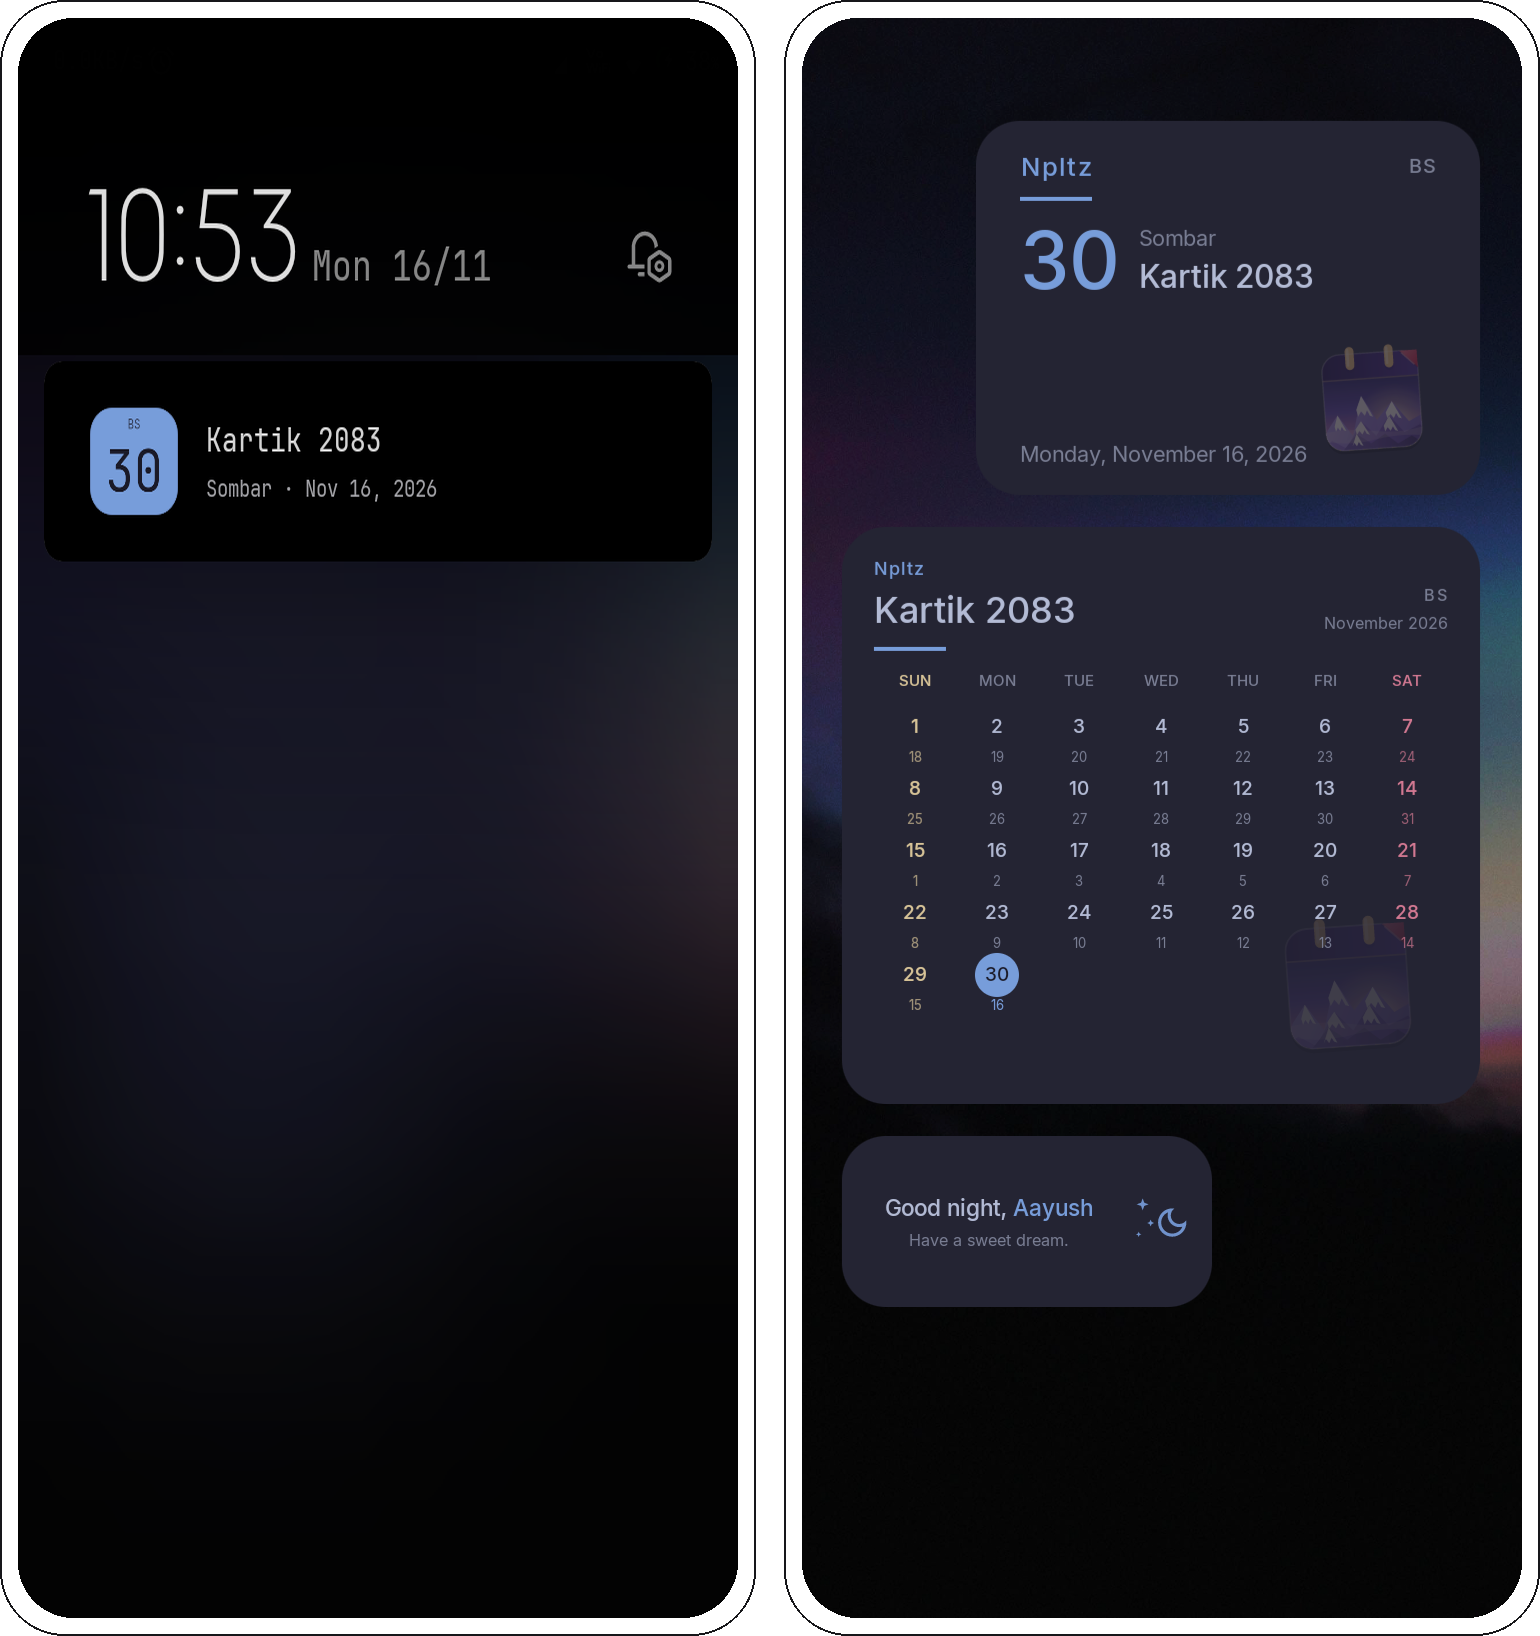 10:53 Mon 16/11
BS
30
Kartik 2083
Sombar · Nov 16, 2026
Npltz
BS
30
Sombar
Kartik 2083
Monday, November 16, 2026
Npltz
Kartik 2083
BS
November 2026
SUN MON TUE WED THU FRI SAT
1 2 3 4 5 6 7
18 19 20 21 22 23 24
8 9 10 11 12 13 14
25 26 27 28 29 30 31
15 16 17 18 19 20 21
1 2 3 4 5 6 7
22 23 24 25 26 27 28
8 9 10 11 12 13 14
29 30
15 16
Good night, Aayush
Have a sweet dream.